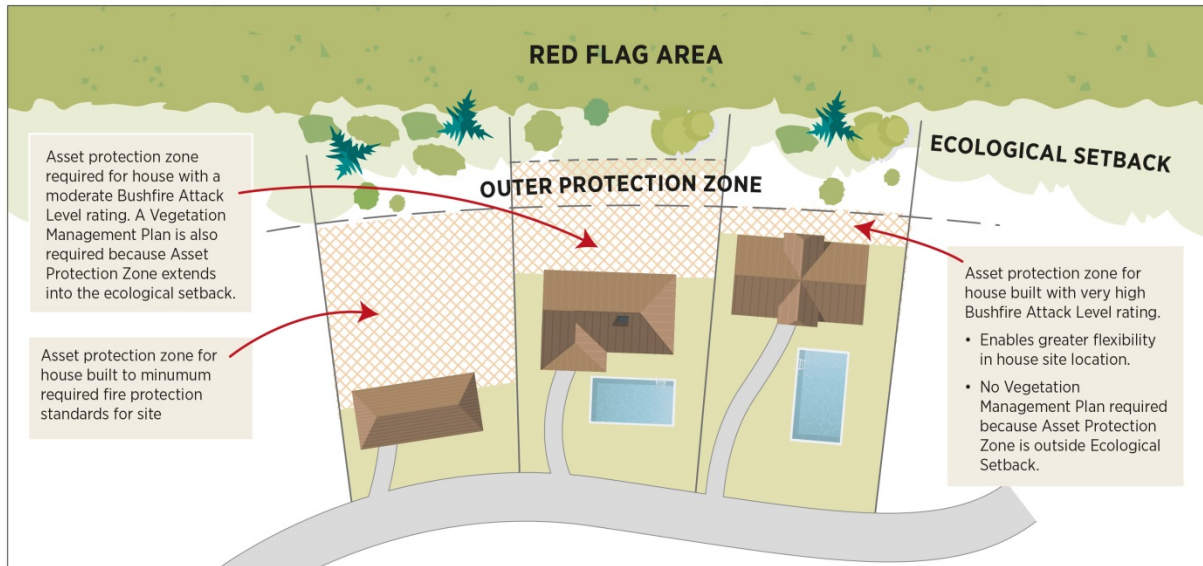 RED FLAG AREA
ECOLOGICAL SETBACK
OUTER PROTECTION ZONE
Asset protection zone
required for house with a
moderate Bushfire Attack
Level rating. A Vegetation
Management Plan is also
required because Asset
Protection Zone extends
into the ecological setback.
Asset protection zone for
house built to minumum
required fire protection
standards for site
Asset protection zone for
house built with very high
Bushfire Attack Level rating.
• Enables greater flexibility
in house site location.
• No Vegetation
Management Plan required
because Asset Protection
Zone is outside Ecological
Setback.